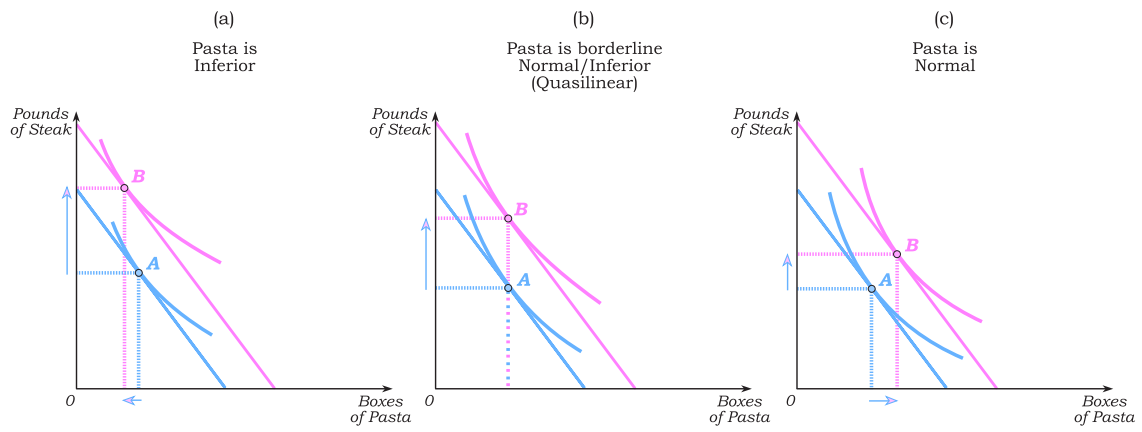 (a)
Pasta is
Inferior
Pounds
of Steak
B
A
0
Boxes
of Pasta
(b)
Pasta is borderline
Normal/Inferior
(Quasilinear)
Pounds
of Steak
B
A
0
Boxes
of Pasta
(c)
Pasta is
Normal
Pounds
of Steak
B
A
0
Boxes
of Pasta